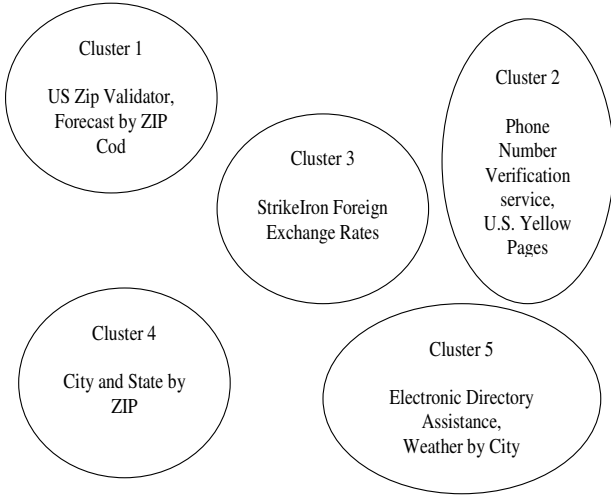 Cluster 1
US Zip Validator,
Forecast by ZIP
Cod
Cluster 2
Phone
Number
Verification
service,
U.S. Yellow
Pages
Cluster 3
StrikeIron Foreign
Exchange Rates
Cluster 4
City and State by
ZIP
Cluster 5
Electronic Directory
Assistance,
Weather by City